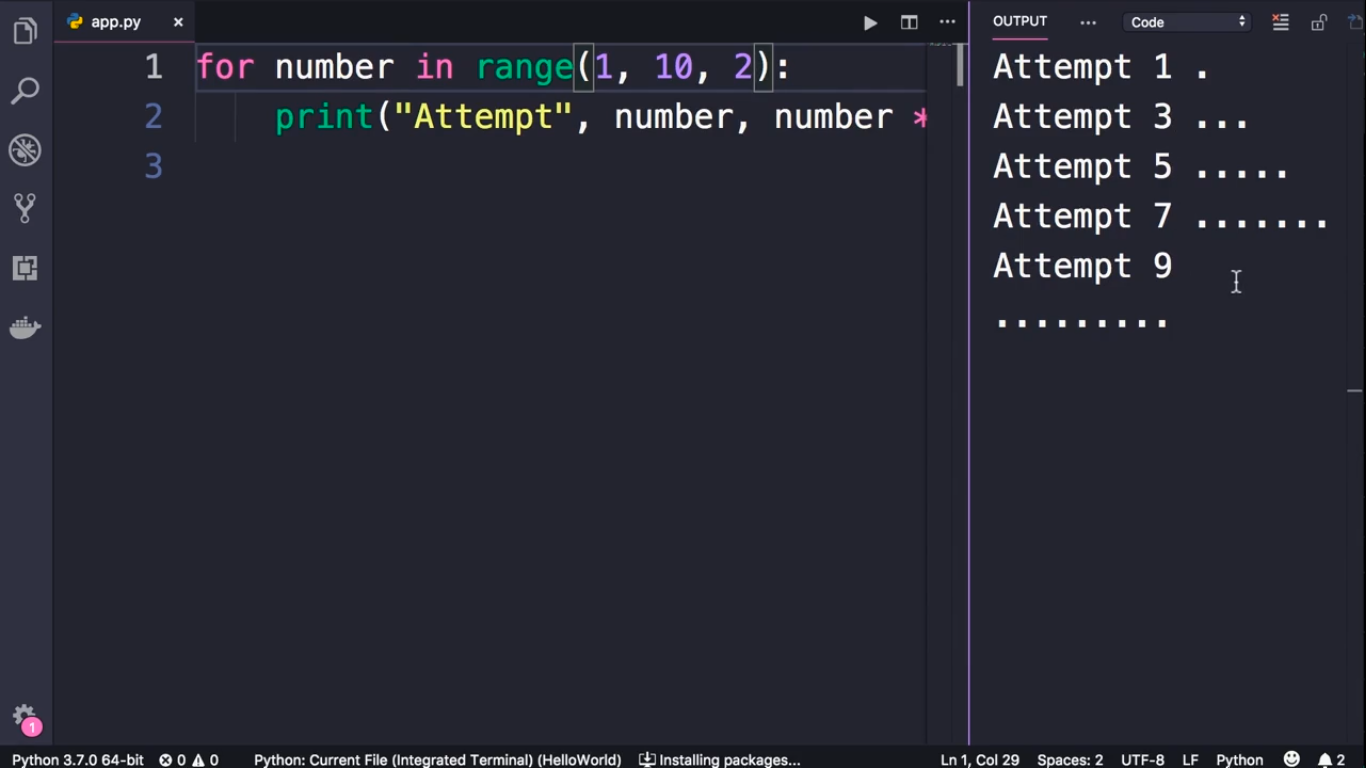 app.py ×
OUTPUT ... Code
1 for number in range(1, 10, 2):
2 print("Attempt", number, number *
3
Attempt 1 .
Attempt 3 ...
Attempt 5 .....
Attempt 7 .......
Attempt 9
.........
1
Python 3.7.0 64-bit 0 0 Python: Current File (Integrated Terminal) (HelloWorld) Installing packages... Ln 1, Col 29 Spaces: 2 UTF-8 LF Python 2